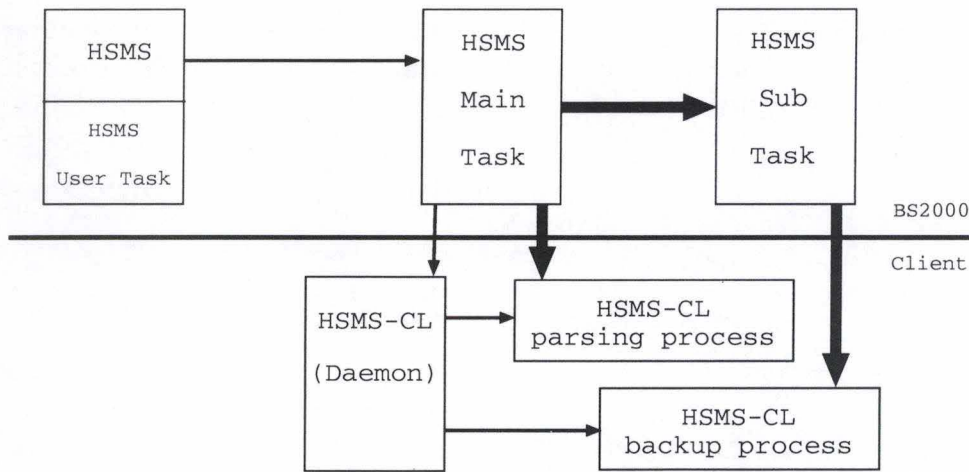 HSMS
HSMS
User Task
HSMS
Main
Task
HSMS
Sub
Task
BS2000
Client
HSMS-CL
(Daemon)
HSMS-CL
parsing process
HSMS-CL
backup process